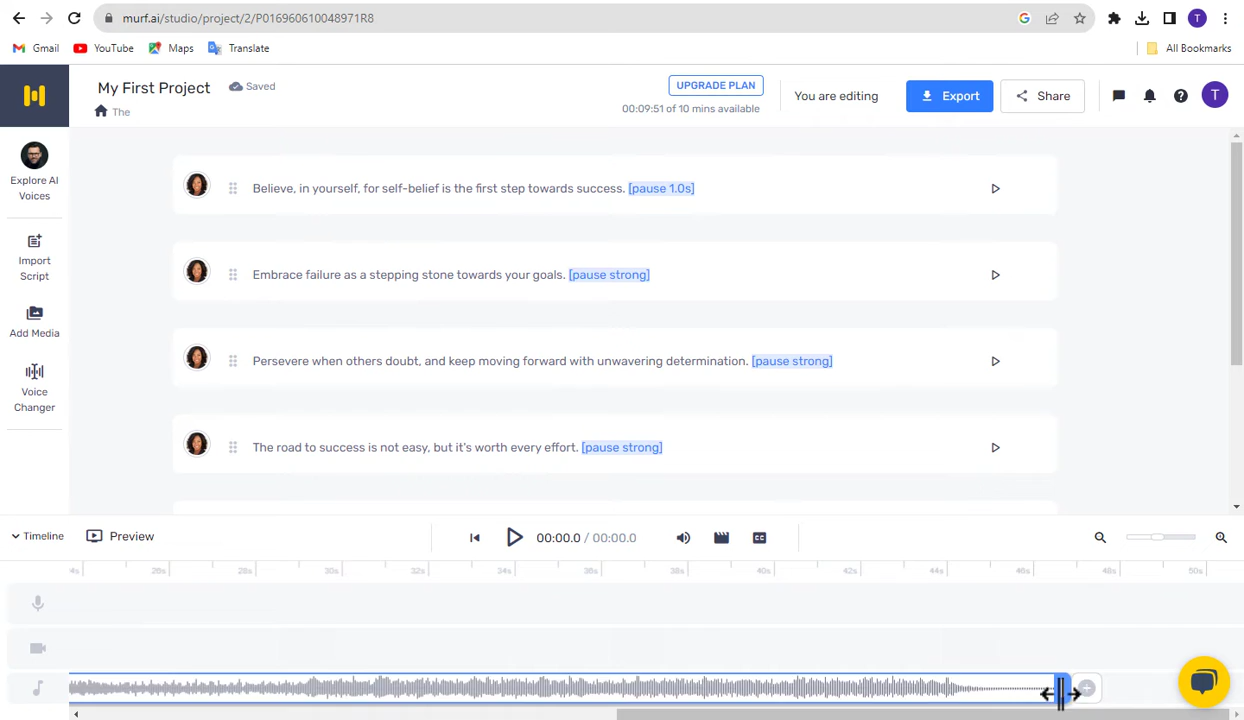 murf.ai/studio/project/2/P016960610048971R8
Gmail YouTube Maps Translate All Bookmarks
My First Project Saved
The
UPGRADE PLAN
00:09:51 of 10 mins available
You are editing
Export
Share
T
T
Explore AI
Voices
Import
Script
Add Media
Voice
Changer
Believe, in yourself, for self-belief is the first step towards success. [pause 1.0s]
Embrace failure as a stepping stone towards your goals. [pause strong]
Persevere when others doubt, and keep moving forward with unwavering determination. [pause strong]
The road to success is not easy, but it's worth every effort. [pause strong]
Timeline Preview 00:00.0 / 00:00.0 CC
4s 26s 28s 30s 32s 34s 36s 38s 40s 42s 44s 46s 48s 50s